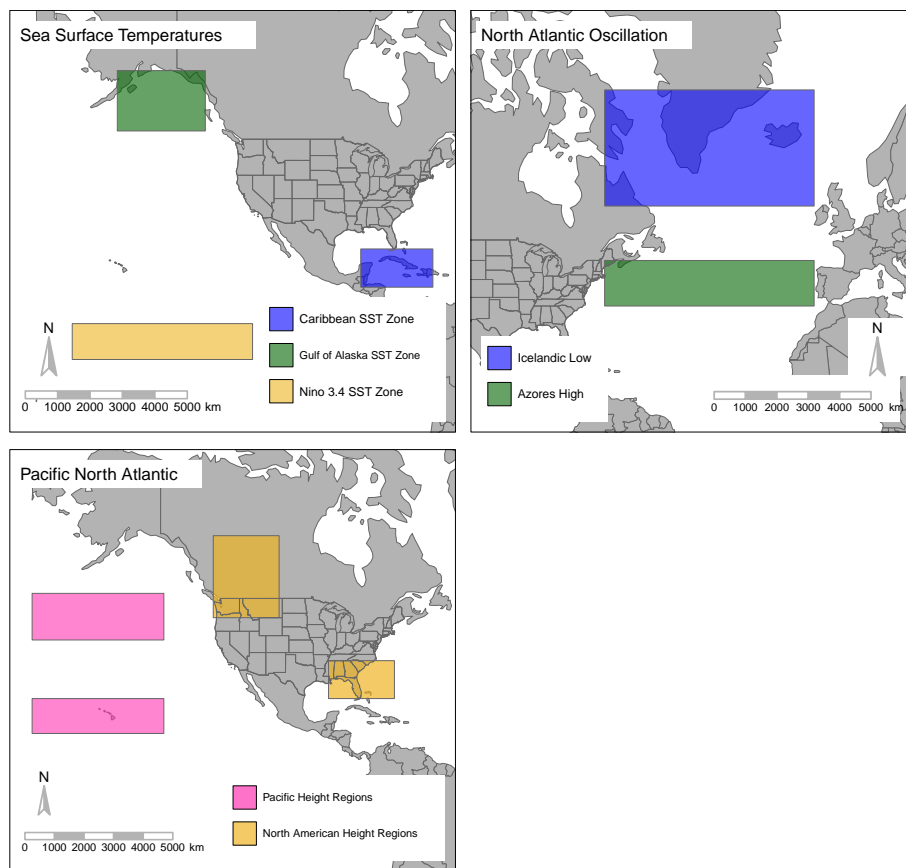 Sea Surface Temperatures
N
0 1000 2000 3000 4000 5000 km
Caribbean SST Zone
Gulf of Alaska SST Zone
Nino 3.4 SST Zone
North Atlantic Oscillation
Icelandic Low
Azores High
N
0 1000 2000 3000 4000 5000 km
Pacific North Atlantic
N
0 1000 2000 3000 4000 5000 km
Pacific Height Regions
North American Height Regions